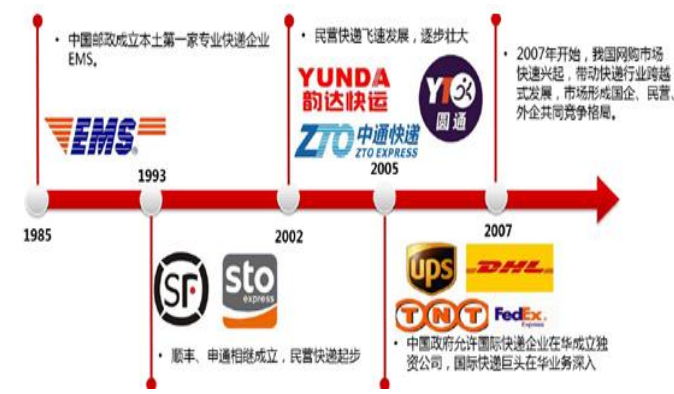 • 中国邮政成立本土第一家专业快递企业
EMS。
EMS
1985
1993
SF
sto
express
• 顺丰、申通相继成立，民营快递起步
• 民营快递飞速发展，逐步壮大
YUNDA
韵达快运
YTO
圆通
ZTO 中通快递
ZTO EXPRESS
2002
2005
ups
DHL
TNT
FedEx
Express
• 中国政府允许国际快递企业在华成立独
资公司，国际快递巨头在华业务深入
• 2007年开始，我国网购市场
快速兴起，带动快递行业跨越
式发展，市场形成国企、民营、
外企共同竞争格局。
2007